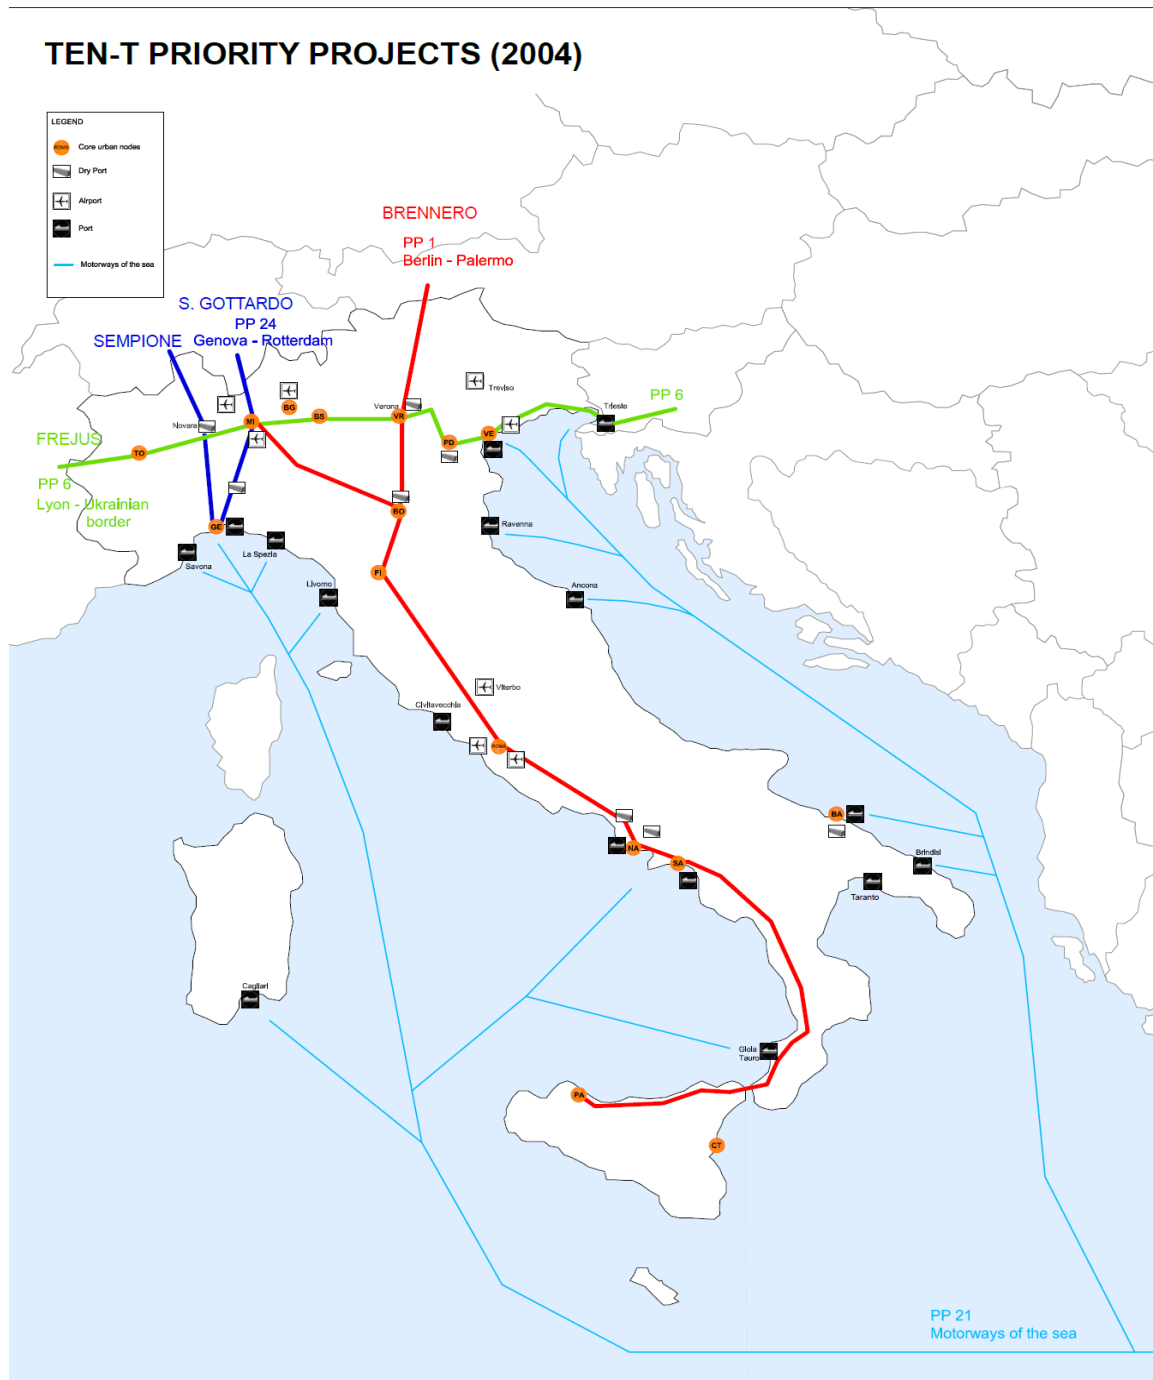 TEN-T PRIORITY PROJECTS (2004)
LEGEND
ROMA
Core urban nodes
Dry Port
Airport
Port
Motorways of the sea
BRENNERO
PP 1
Berlin - Palermo
S. GOTTARDO
PP 24
Genova - Rotterdam
SEMPIONE
Treviso
PP 6
Trieste
Verona
BG
BS
VR
MI
Novara
VE
PD
FREJUS
TO
PP 6
Lyon - Ukrainian
border
BO
GE
Ravenna
La Spezia
Savona
FI
Livorno
Ancona
Viterbo
Civitavecchia
ROMA
BA
NA
Brindisi
SA
Taranto
Cagliari
Gioia
Tauro
PA
CT
PP 21
Motorways of the sea